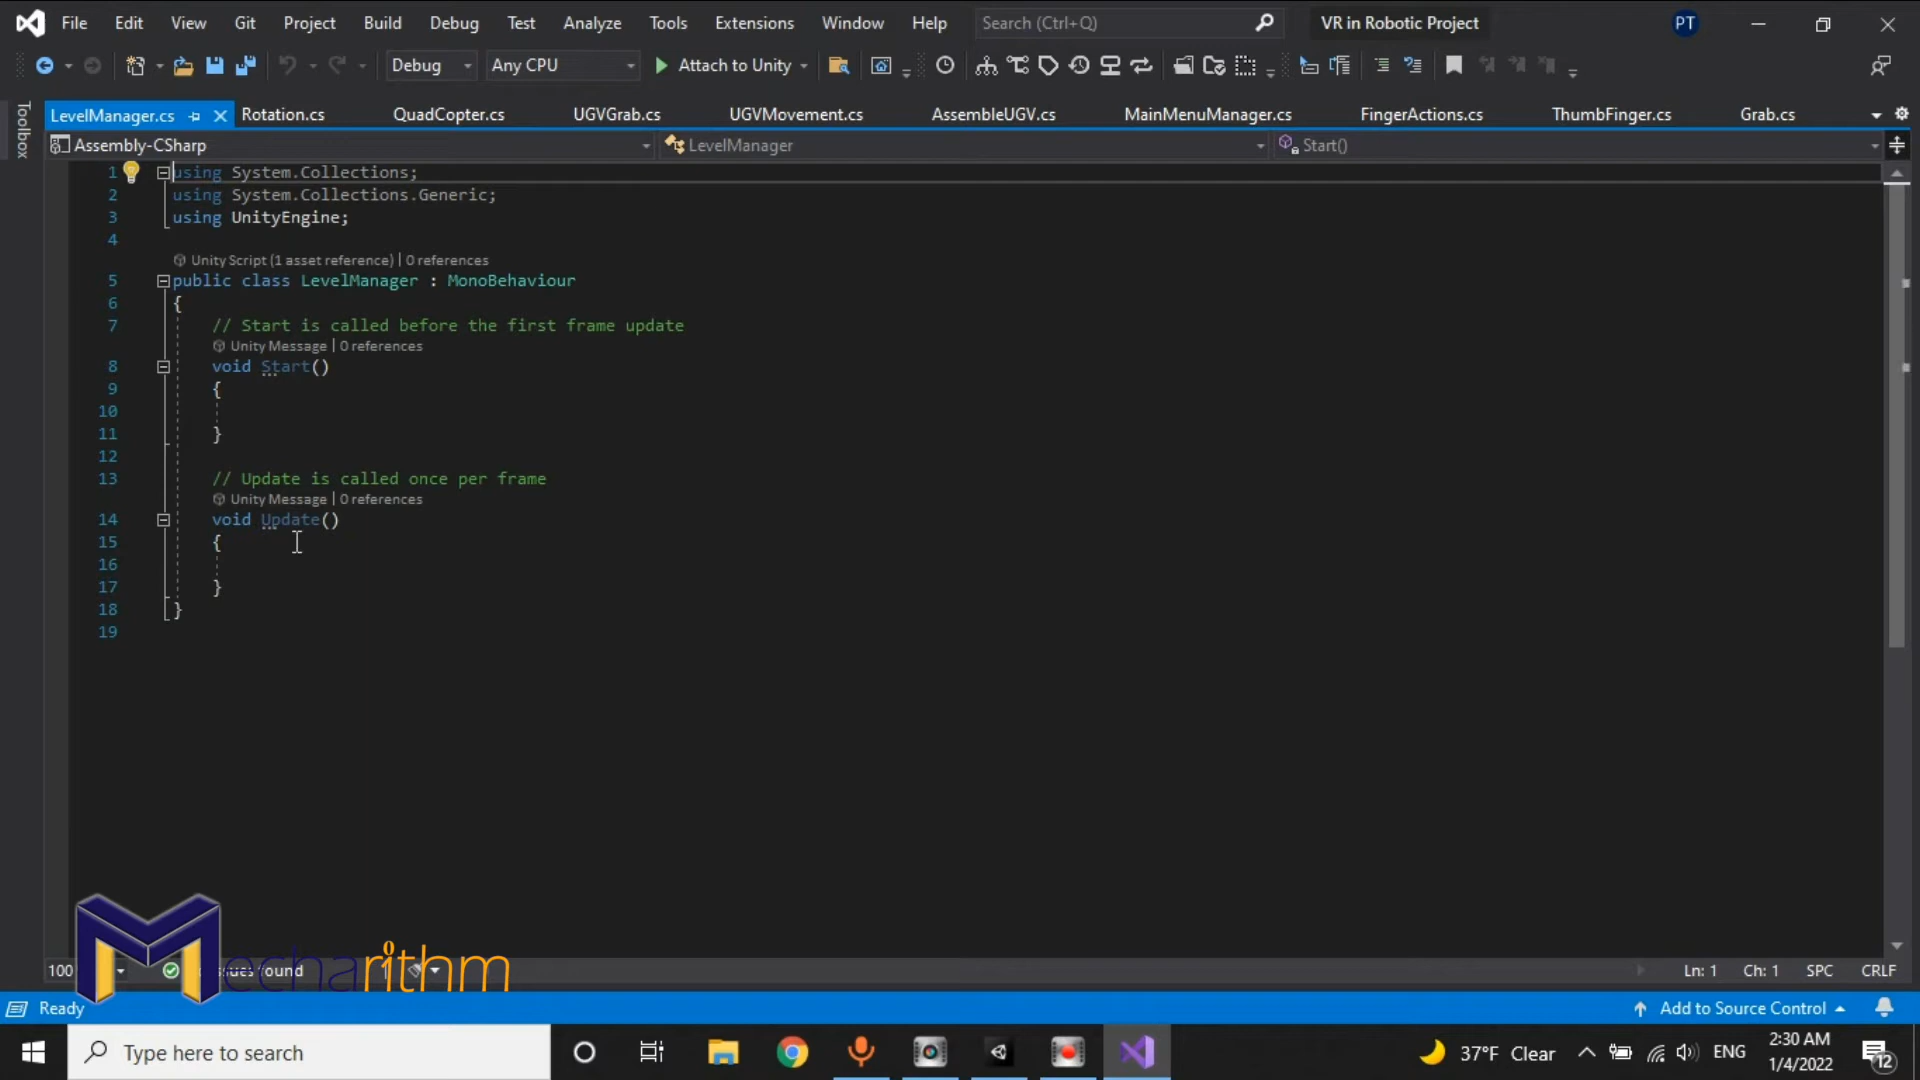 File Edit View Git Project Build Debug Test Analyze Tools Extensions Window Help Search (Ctrl+Q) VR in Robotic Project PT
Debug Any CPU Attach to Unity
Toolbox
LevelManager.cs Rotation.cs QuadCopter.cs UGVGrab.cs UGVMovement.cs AssembleUGV.cs MainMenuManager.cs FingerActions.cs ThumbFinger.cs Grab.cs
Assembly-CSharp LevelManager Start()
1 using System.Collections;
2 using System.Collections.Generic;
3 using UnityEngine;
4
Unity Script (1 asset reference) | 0 references
5 public class LevelManager : MonoBehaviour
6 {
7 // Start is called before the first frame update
Unity Message | 0 references
8 void Start()
9 {
10
11 }
12
13 // Update is called once per frame
Unity Message | 0 references
14 void Update()
15 {
16
17 }
18 }
19
Mecharithm
100 found Ln: 1 Ch: 1 SPC CRLF
Ready Add to Source Control
Type here to search 37°F Clear ENG 2:30 AM
1/4/2022 12